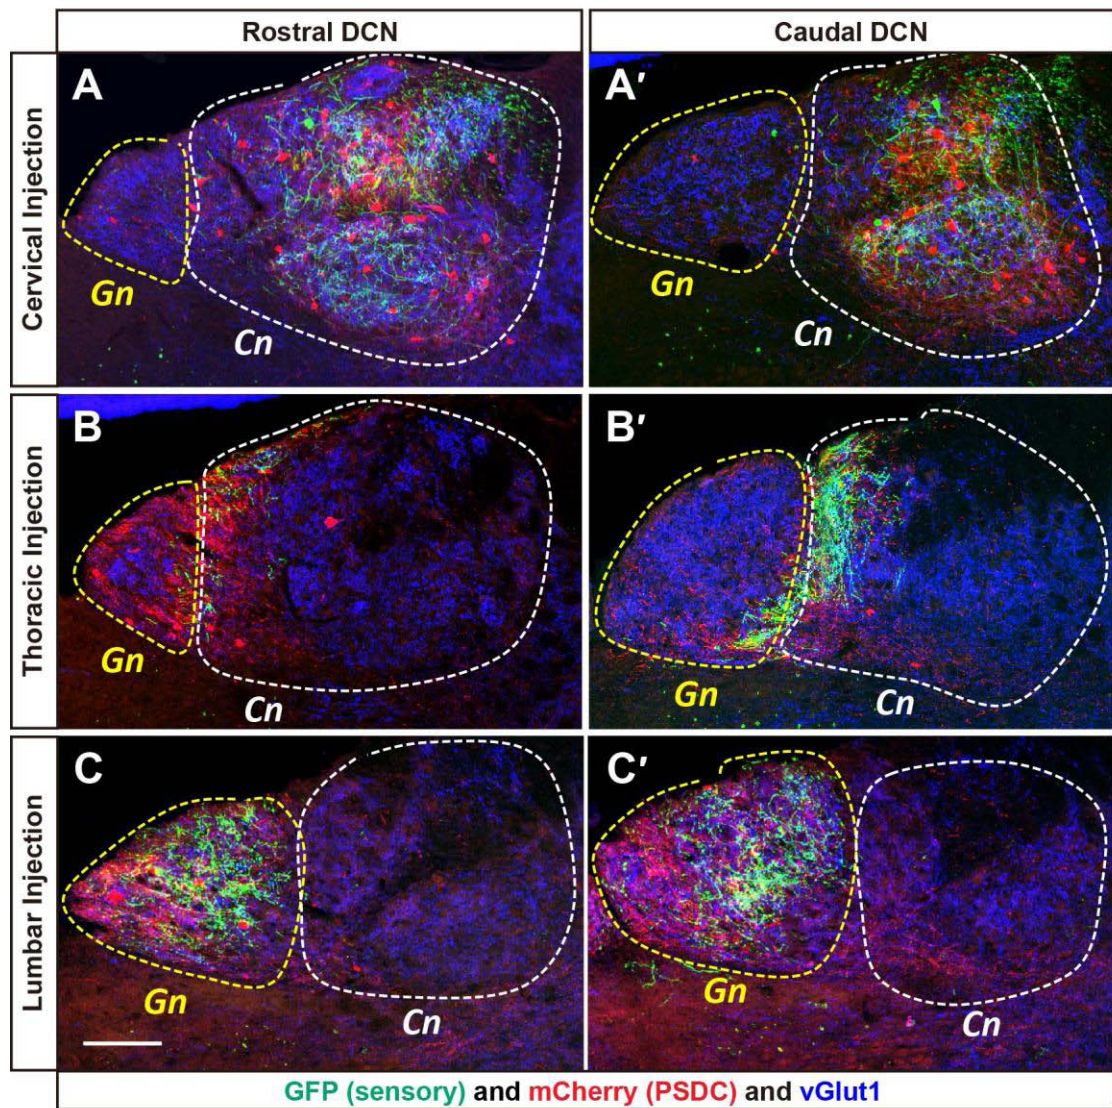 Rostral DCN
Caudal DCN
Cervical Injection
A
Gn
Cn
A′
Gn
Cn
Thoracic Injection
B
Gn
Cn
B′
Gn
Cn
Lumbar Injection
C
Gn
Cn
C′
Gn
Cn
GFP (sensory) and mCherry (PSDC) and vGlut1